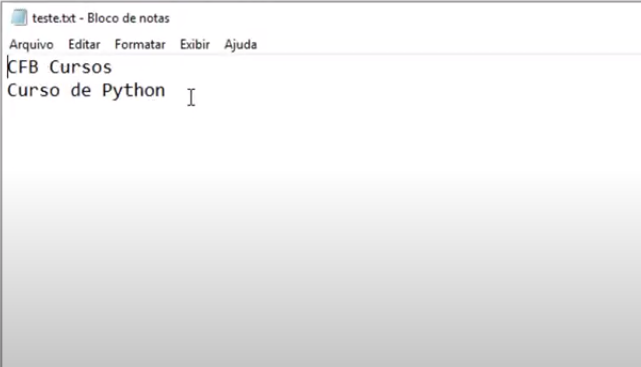 teste.txt - Bloco de notas
Arquivo Editar Formatar Exibir Ajuda
CFB Cursos
Curso de Python